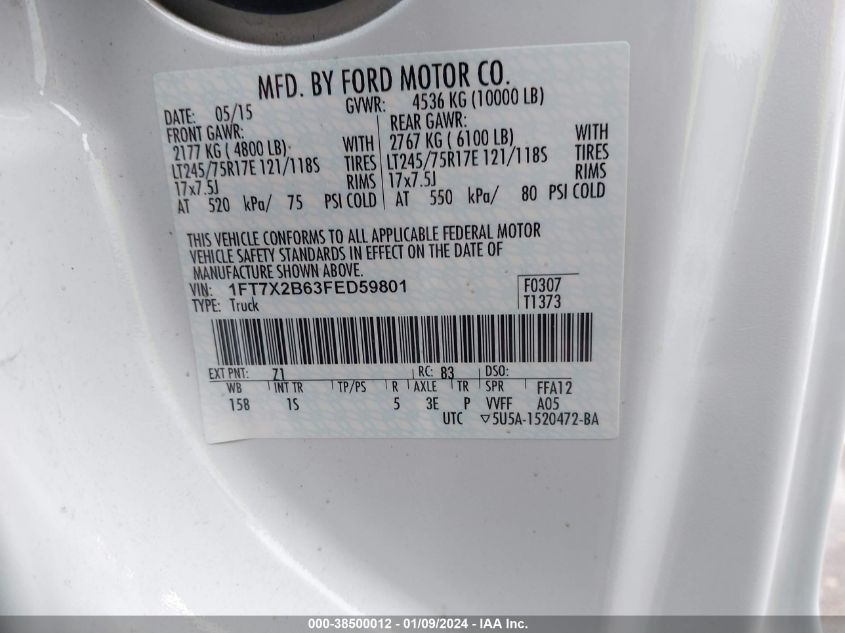 MFD. BY FORD MOTOR CO.
DATE: 05/15 GVWR: 4536 KG (10000 LB)
FRONT GAWR: REAR GAWR:
2177 KG ( 4800 LB) WITH 2767 KG ( 6100 LB) WITH
LT245/75R17E 121/118S TIRES LT245/75R17E 121/118S TIRES
17x7.5J RIMS 17x7.5J RIMS
AT 520 kPa/ 75 PSI COLD AT 550 kPa/ 80 PSI COLD
THIS VEHICLE CONFORMS TO ALL APPLICABLE FEDERAL MOTOR
VEHICLE SAFETY STANDARDS IN EFFECT ON THE DATE OF
MANUFACTURE SHOWN ABOVE.
VIN: 1FT7X2B63FED59801 F0307
TYPE: Truck T1373
EXT PNT: Z1 RC: 83 DSO:
WB INT TR TP/PS R AXLE TR SPR FFA12
158 1S 5 3E P VVFF A05
UTC ▽5U5A-1520472-BA
000-38500012 - 01/09/2024 - IAA Inc.